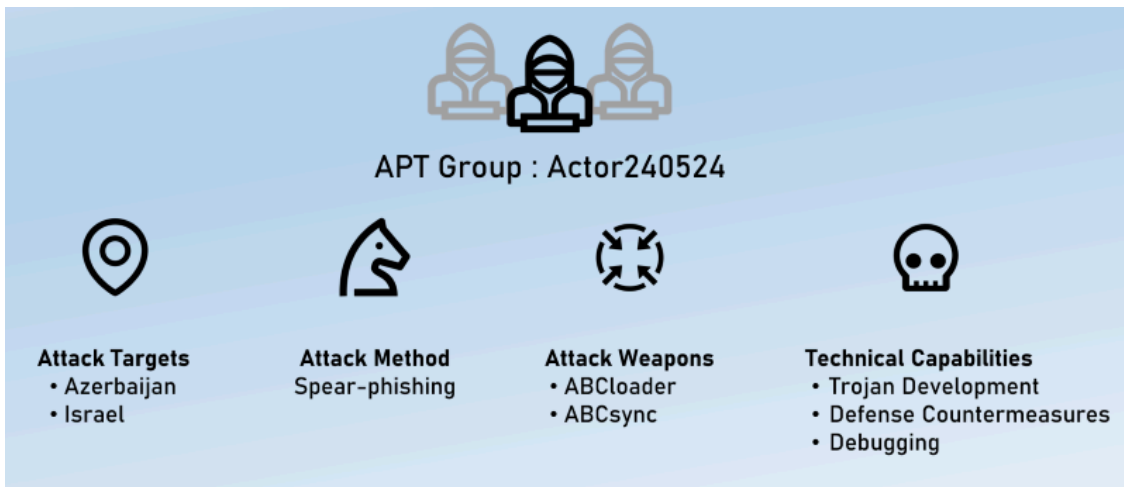 APT Group : Actor240524
Attack Targets
• Azerbaijan
• Israel
Attack Method
Spear-phishing
Attack Weapons
• ABCloader
• ABCsync
Technical Capabilities
• Trojan Development
• Defense Countermeasures
• Debugging